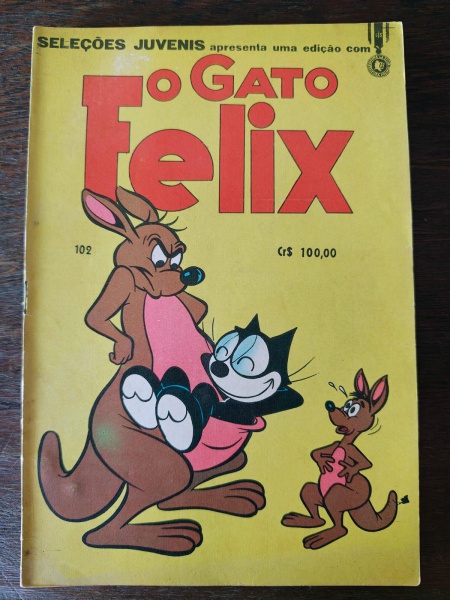 SELEÇÕES JUVENIS apresenta uma edição com
O GATO
Felix
102
Cr$ 100,00